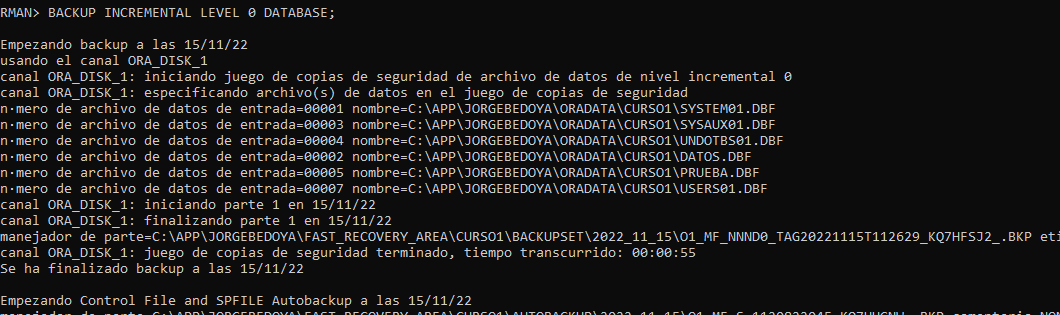 RMAN> BACKUP INCREMENTAL LEVEL 0 DATABASE;
Empezando backup a las 15/11/22
usando el canal ORA_DISK_1
canal ORA_DISK_1: iniciando juego de copias de seguridad de archivo de datos de nivel incremental 0
canal ORA_DISK_1: especificando archivo(s) de datos en el juego de copias de seguridad
n·mero de archivo de datos de entrada=00001 nombre=C:\APP\JORGEBEDOYA\ORADATA\CURSO1\SYSTEM01.DBF
n·mero de archivo de datos de entrada=00003 nombre=C:\APP\JORGEBEDOYA\ORADATA\CURSO1\SYSAUX01.DBF
n·mero de archivo de datos de entrada=00004 nombre=C:\APP\JORGEBEDOYA\ORADATA\CURSO1\UNDOTBS01.DBF
n·mero de archivo de datos de entrada=00002 nombre=C:\APP\JORGEBEDOYA\ORADATA\CURSO1\DATOS.DBF
n·mero de archivo de datos de entrada=00005 nombre=C:\APP\JORGEBEDOYA\ORADATA\CURSO1\PRUEBA.DBF
n·mero de archivo de datos de entrada=00007 nombre=C:\APP\JORGEBEDOYA\ORADATA\CURSO1\USERS01.DBF
canal ORA_DISK_1: iniciando parte 1 en 15/11/22
canal ORA_DISK_1: finalizando parte 1 en 15/11/22
manejador de parte=C:\APP\JORGEBEDOYA\FAST_RECOVERY_AREA\CURSO1\BACKUPSET\2022_11_15\O1_MF_NNND0_TAG20221115T112629_KQ7HFSJ2_.BKP eti
canal ORA_DISK_1: juego de copias de seguridad terminado, tiempo transcurrido: 00:00:55
Se ha finalizado backup a las 15/11/22
Empezando Control File and SPFILE Autobackup a las 15/11/22